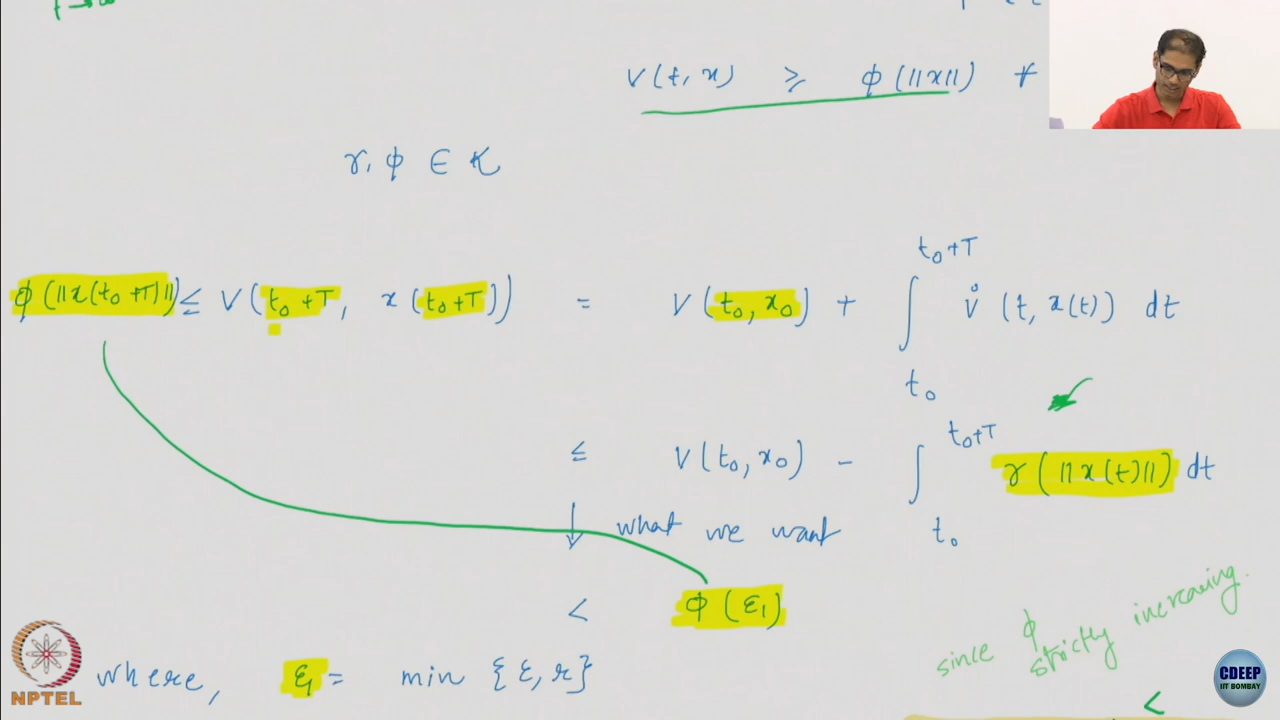 V(t, x) ≥ φ(||x||) ∀
γ, φ ∈ K
φ(||x(t₀+T)||) ≤ V(t₀+T, x(t₀+T)) = V(t₀, x₀) + ∫_{t₀}^{t₀+T} V̇(t, x(t)) dt
≤ V(t₀, x₀) - ∫_{t₀}^{t₀+T} γ(||x(t)||) dt
↓ what we want
< φ(ε₁)
where, ε₁ = min {ε, r}
since φ strictly increasing.
<
NPTEL
CDEEP
IIT BOMBAY